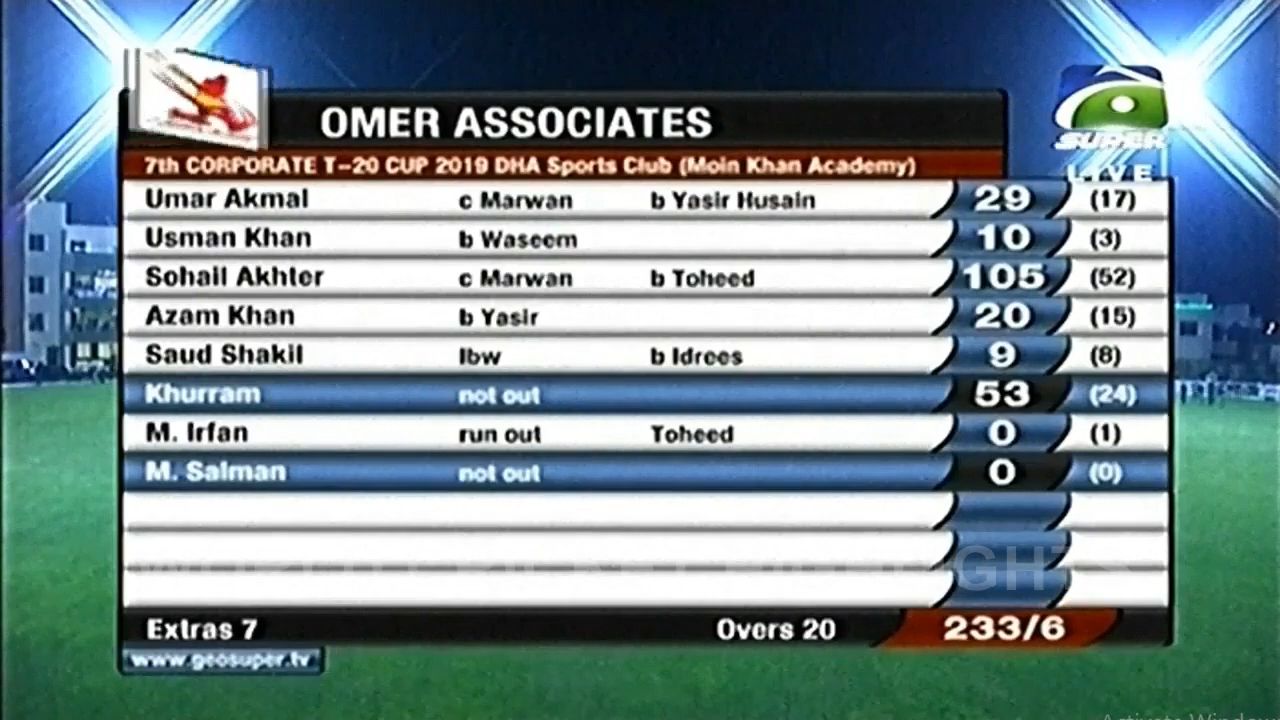 OMER ASSOCIATES
SUPER
LIVE
7th CORPORATE T-20 CUP 2019 DHA Sports Club (Moin Khan Academy)
Umar Akmal c Marwan b Yasir Husain 29 (17)
Usman Khan b Waseem 10 (3)
Sohail Akhter c Marwan b Toheed 105 (52)
Azam Khan b Yasir 20 (15)
Saud Shakil lbw b Idrees 9 (8)
Khurram not out 53 (24)
M. Irfan run out Toheed 0 (1)
M. Salman not out 0 (0)
WORLD CRICKET HIGHLIGHTS
Extras 7 Overs 20 233/6
www.geosuper.tv